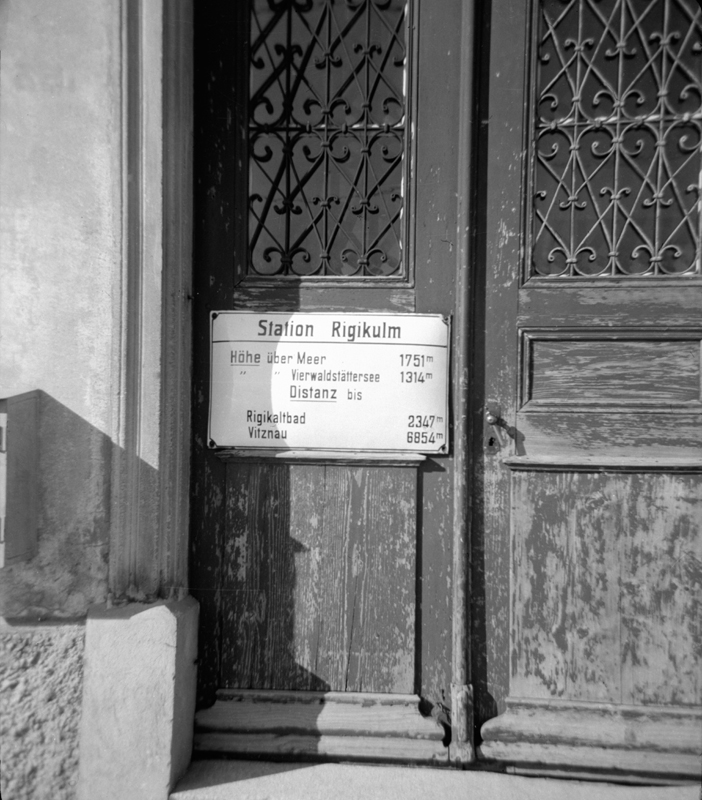 Station Rigikulm
Höhe über Meer 1751m
" " Vierwaldstättersee 1314m
Distanz bis
Rigikaltbad 2347m
Vitznau 6854m